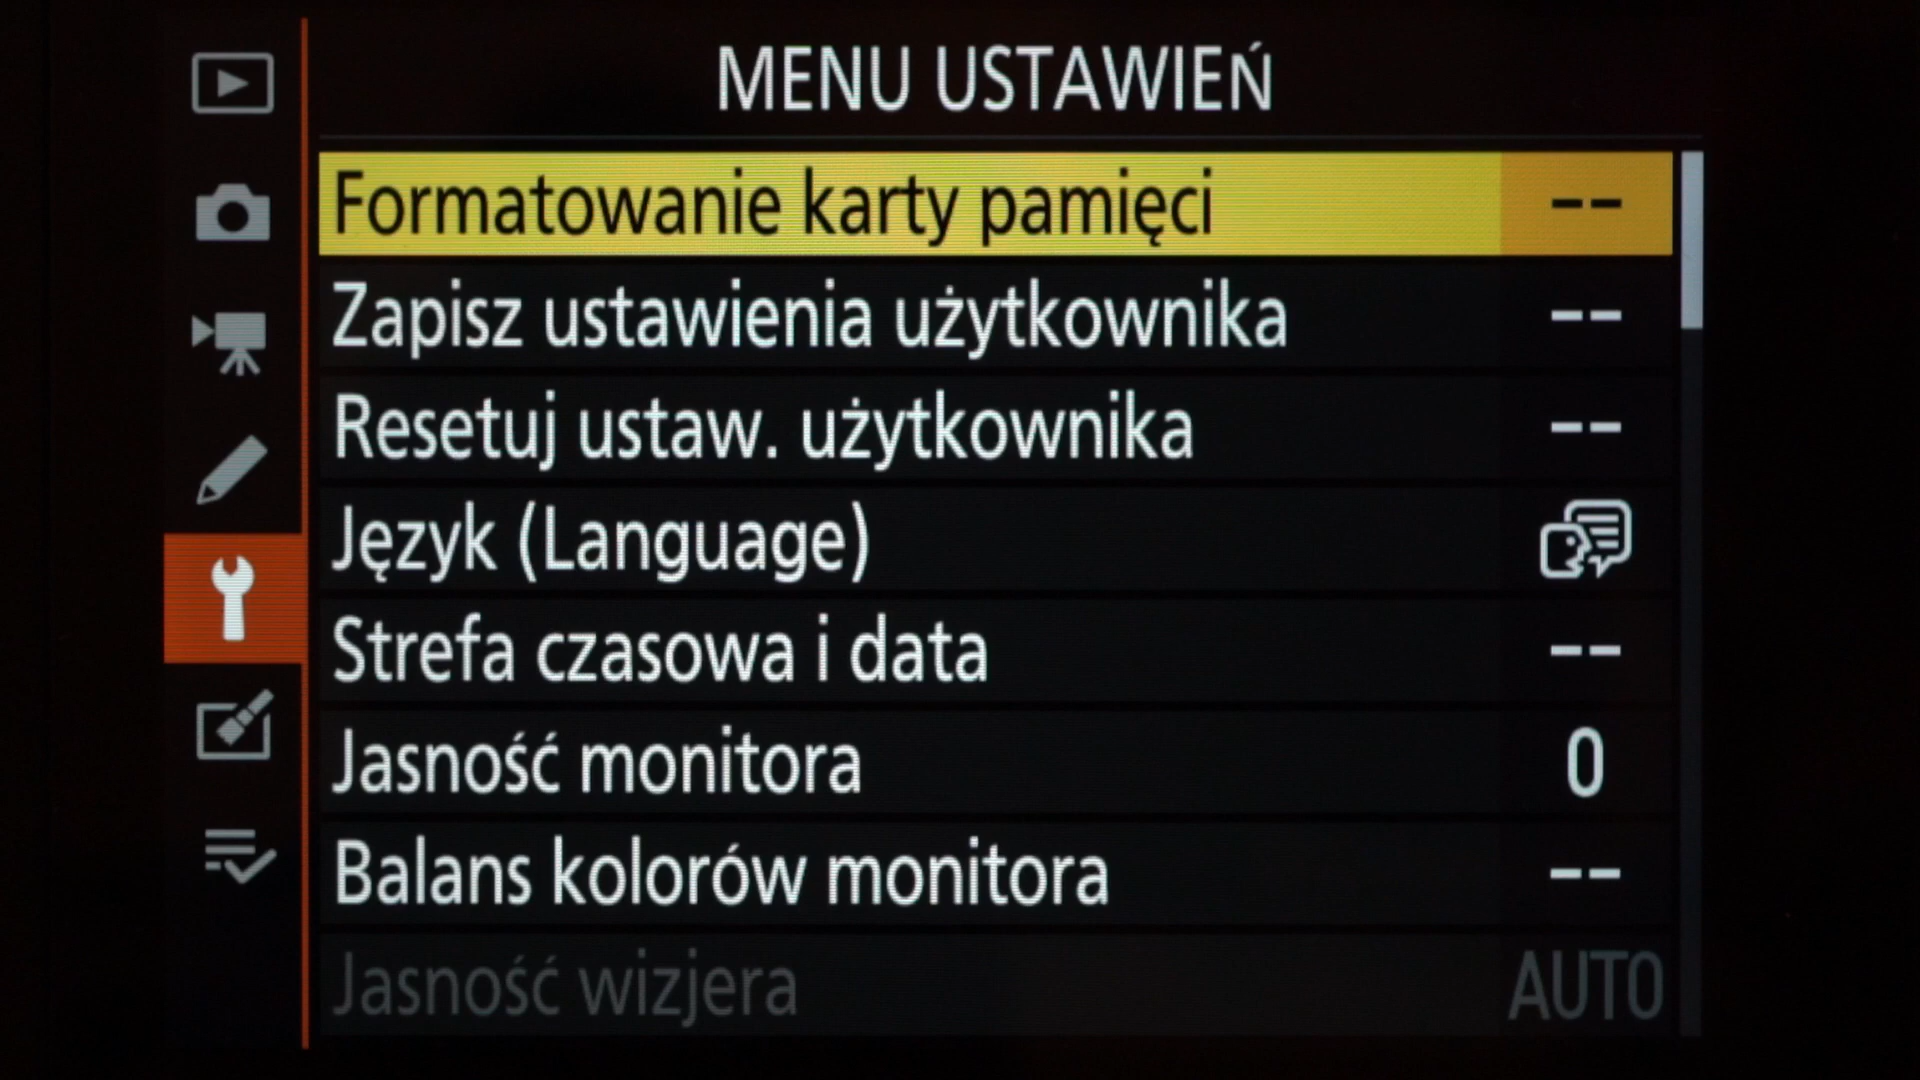 MENU USTAWIEŃ
Formatowanie karty pamięci --
Zapisz ustawienia użytkownika --
Resetuj ustaw. użytkownika --
Język (Language)
Strefa czasowa i data --
Jasność monitora 0
Balans kolorów monitora --
Jasność wizjera AUTO